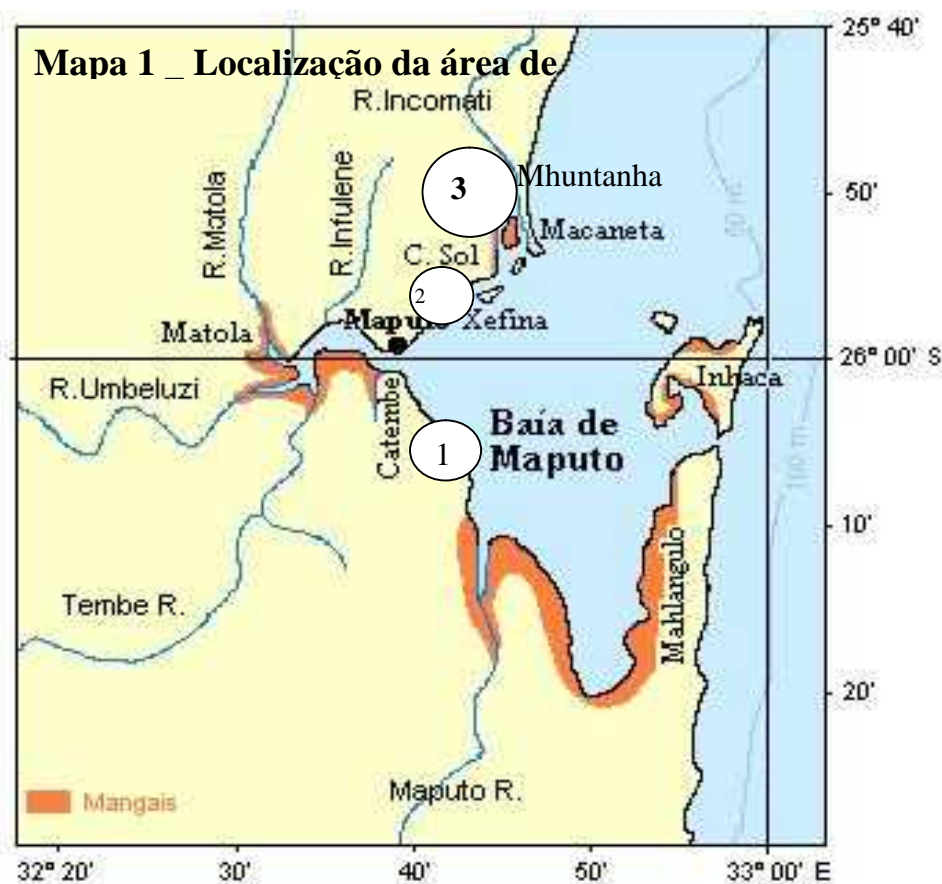 Mapa 1 _ Localização da área de
25° 40'
R.Incomati
R.Matola
R.Infulene
3
Mhuntanha
50'
Macaneta
C. Sol
2
50 m
Maputo
Xefina
Matola
26° 00' S
R.Umbeluzi
Inhaca
Catembe
1
Baía de
Maputo
100 m
10'
Tembe R.
Mahlangulo
20'
Maputo R.
Mangais
32° 20'
30'
40'
50'
33° 00' E